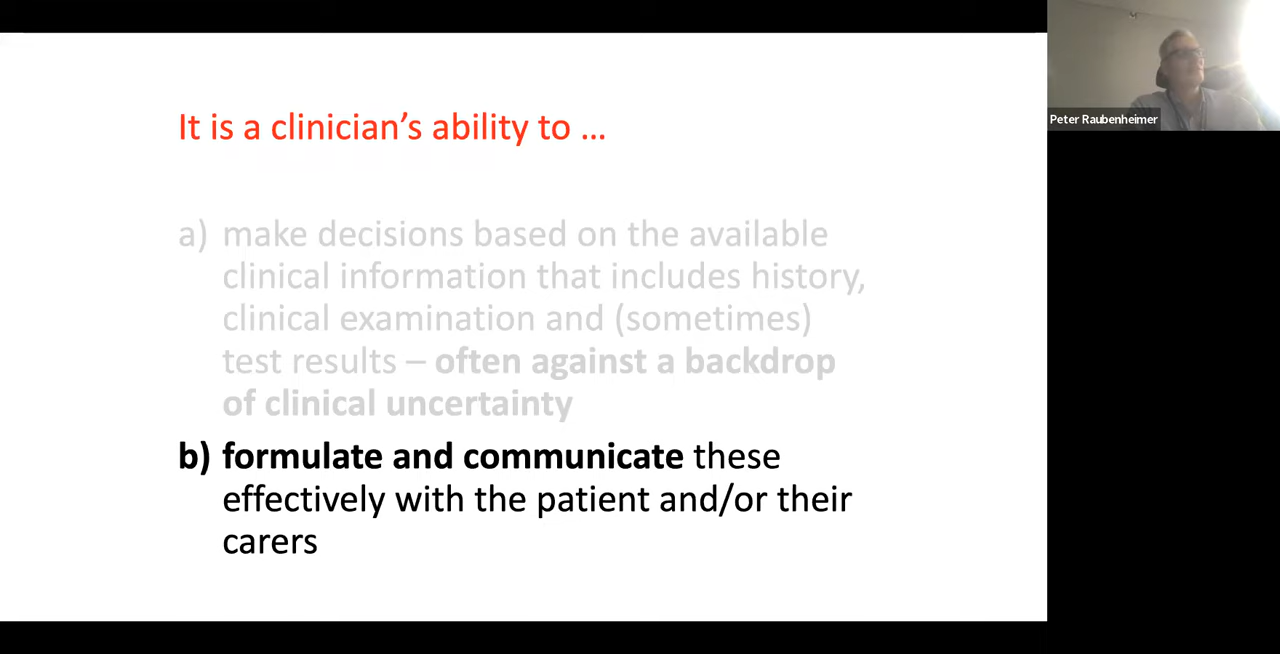 It is a clinician’s ability to …
Peter Raubenheimer
a) make decisions based on the available
clinical information that includes history,
clinical examination and (sometimes)
test results – often against a backdrop
of clinical uncertainty
b) formulate and communicate these
effectively with the patient and/or their
carers